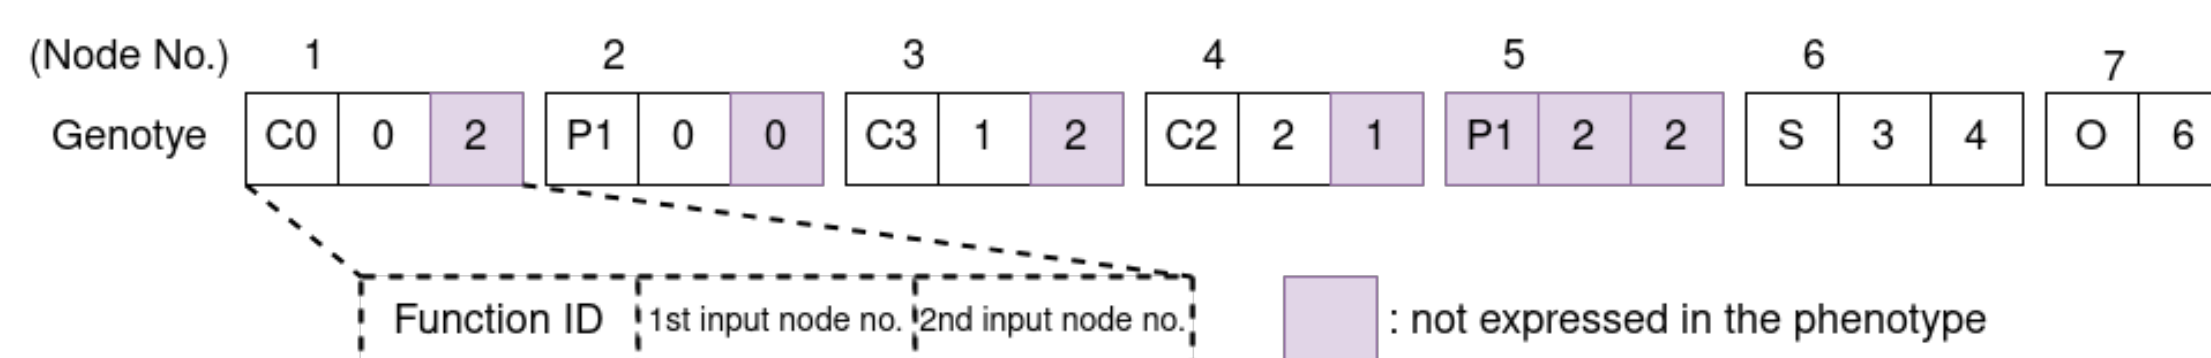 (Node No.) 1 2 3 4 5 6 7
Genotye C0 0 2 P1 0 0 C3 1 2 C2 2 1 P1 2 2 S 3 4 O 6
Function ID 1st input node no. 2nd input node no. : not expressed in the phenotype